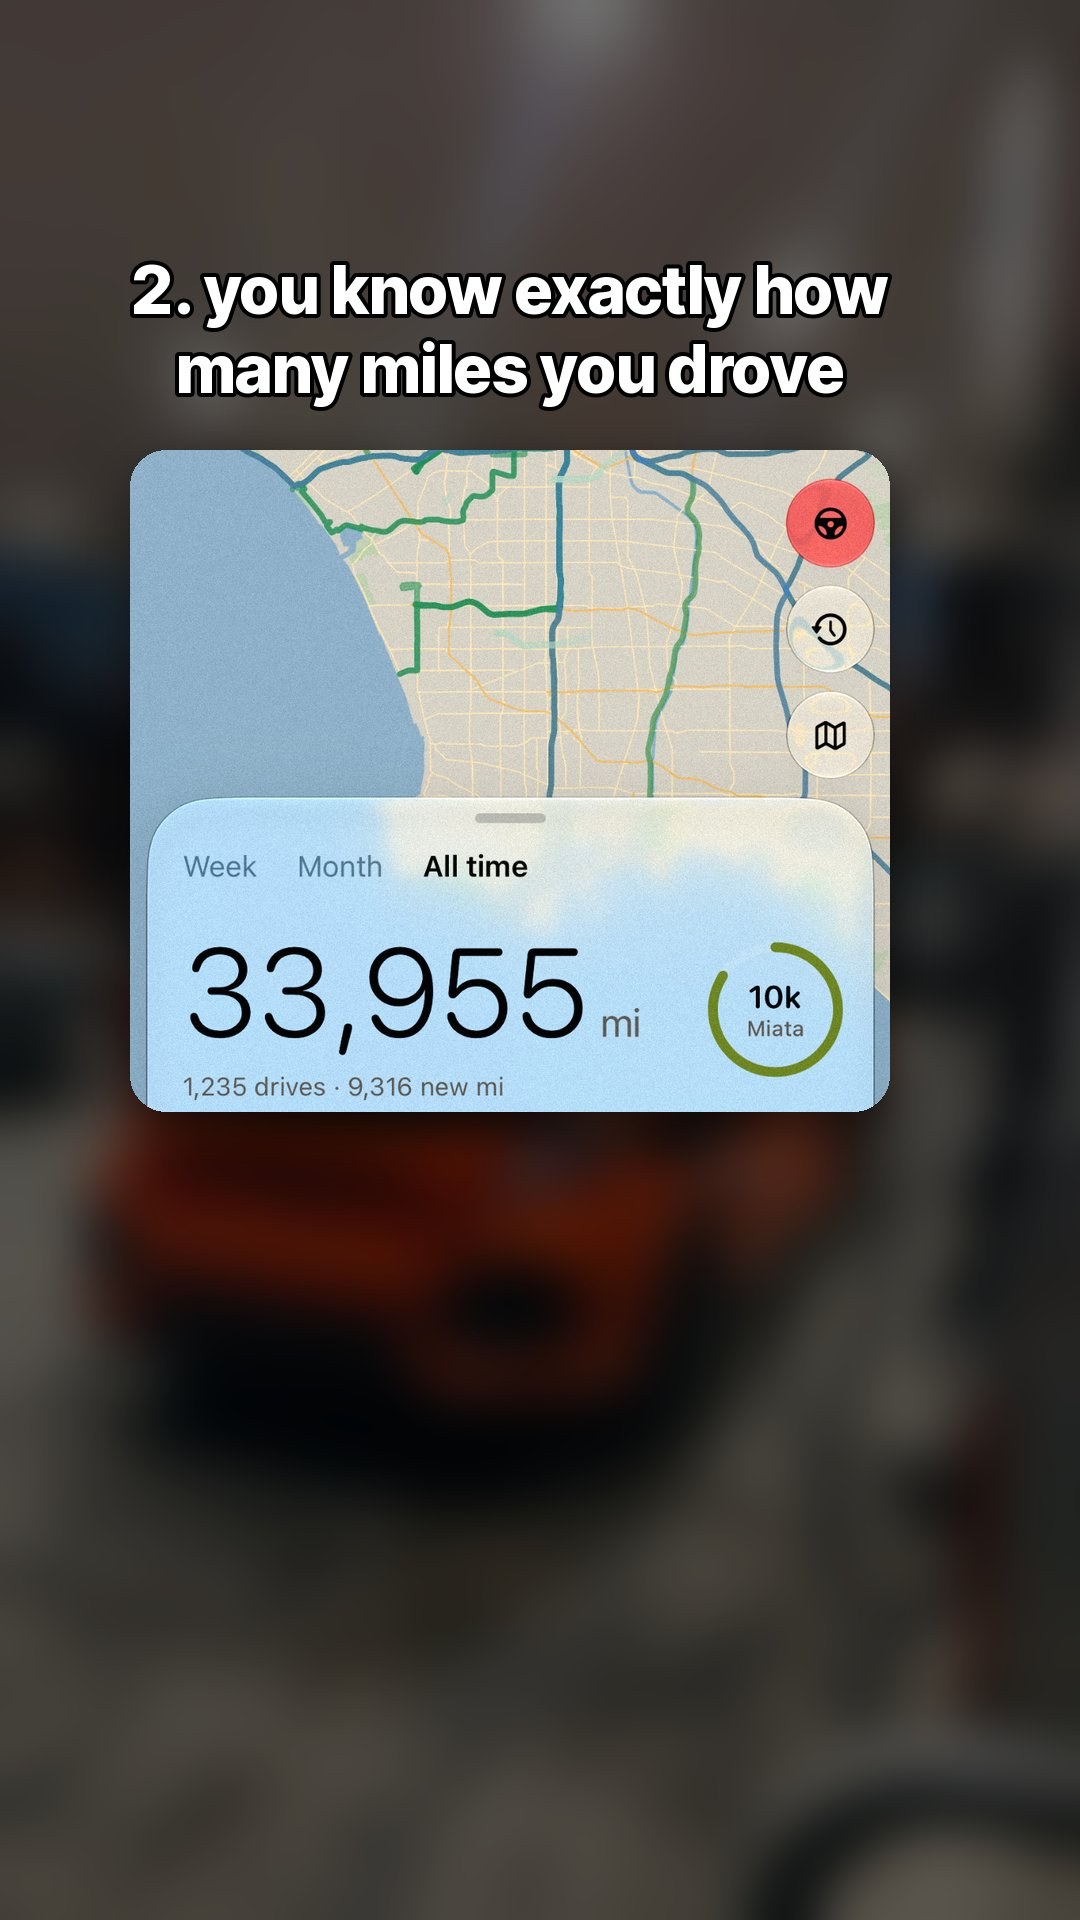 2. you know exactly how
many miles you drove
Week Month All time
33,955 mi
10k
Miata
1,235 drives · 9,316 new mi